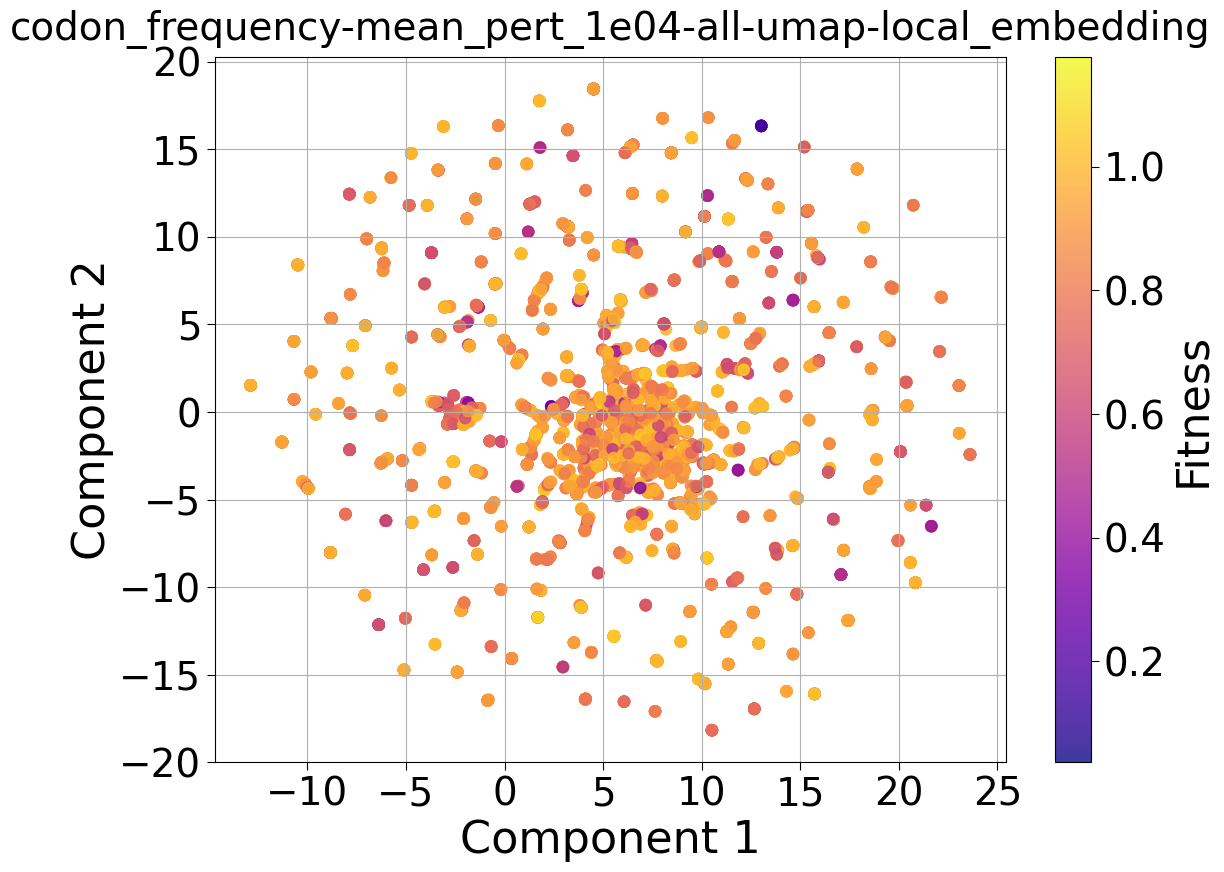 codon_frequency-mean_pert_1e04-all-umap-local_embedding
20
15
10
5
0
−5
−10
−15
−20
Component 2
−10 −5 0 5 10 15 20 25
Component 1
1.0
0.8
0.6
0.4
0.2
Fitness